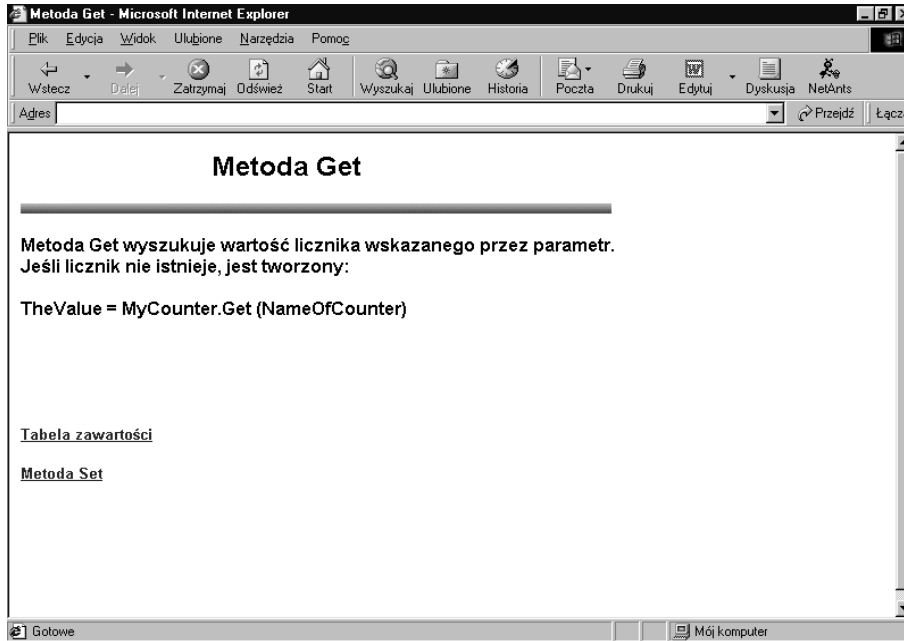 Metoda Get - Microsoft Internet Explorer
Plik Edycja Widok Ulubione Narzędzia Pomoc
Wstecz Dalej Zatrzymaj Odśwież Start Wyszukaj Ulubione Historia Poczta Drukuj Edytuj Dyskusja NetAnts
Adres Przejdź Łącza
Metoda Get
Metoda Get wyszukuje wartość licznika wskazanego przez parametr.
Jeśli licznik nie istnieje, jest tworzony:
TheValue = MyCounter.Get (NameOfCounter)
Tabela zawartości
Metoda Set
Gotowe Mój komputer